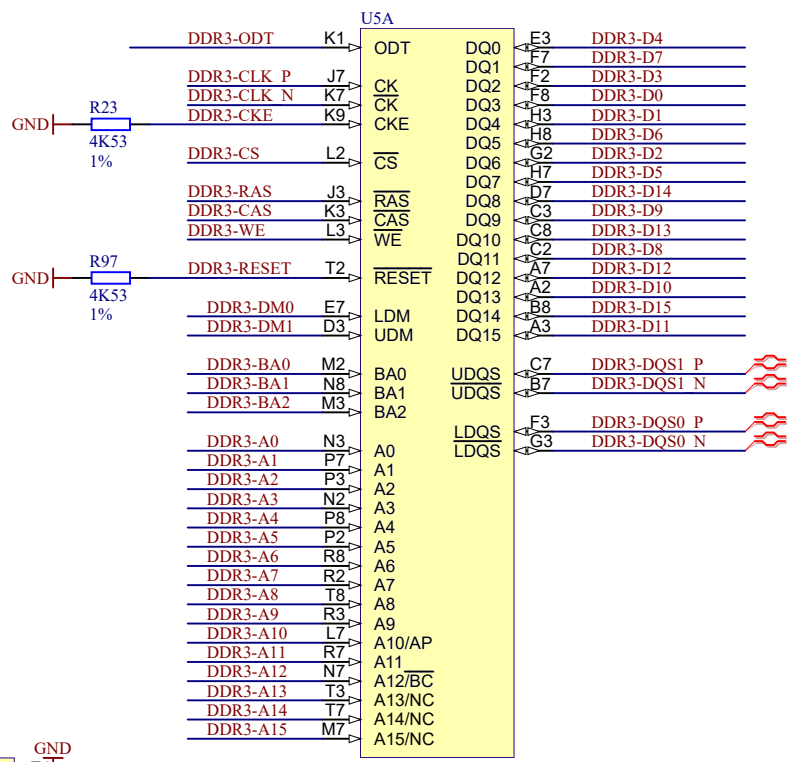 U5A
DDR3-ODT K1 ODT DQ0 E3 DDR3-D4
DQ1 F7 DDR3-D7
DDR3-CLK_P J7 CK DQ2 F2 DDR3-D3
DDR3-CLK_N K7 CK DQ3 F8 DDR3-D0
R23
GND DDR3-CKE K9 CKE DQ4 H3 DDR3-D1
4K53
1%
DQ5 H8 DDR3-D6
DDR3-CS L2 CS DQ6 G2 DDR3-D2
DQ7 H7 DDR3-D5
DDR3-RAS J3 RAS DQ8 D7 DDR3-D14
DDR3-CAS K3 CAS DQ9 C3 DDR3-D9
DDR3-WE L3 WE DQ10 C8 DDR3-D13
DQ11 C2 DDR3-D8
R97
GND DDR3-RESET T2 RESET DQ12 A7 DDR3-D12
4K53
1%
DQ13 A2 DDR3-D10
DDR3-DM0 E7 LDM DQ14 B8 DDR3-D15
DDR3-DM1 D3 UDM DQ15 A3 DDR3-D11
DDR3-BA0 M2 BA0 UDQS C7 DDR3-DQS1_P
DDR3-BA1 N8 BA1 UDQS B7 DDR3-DQS1_N
DDR3-BA2 M3 BA2
LDQS F3 DDR3-DQS0_P
DDR3-A0 N3 A0 LDQS G3 DDR3-DQS0_N
DDR3-A1 P7 A1
DDR3-A2 P3 A2
DDR3-A3 N2 A3
DDR3-A4 P8 A4
DDR3-A5 P2 A5
DDR3-A6 R8 A6
DDR3-A7 R2 A7
DDR3-A8 T8 A8
DDR3-A9 R3 A9
DDR3-A10 L7 A10/AP
DDR3-A11 R7 A11
DDR3-A12 N7 A12/BC
DDR3-A13 T3 A13/NC
DDR3-A14 T7 A14/NC
DDR3-A15 M7 A15/NC
GND